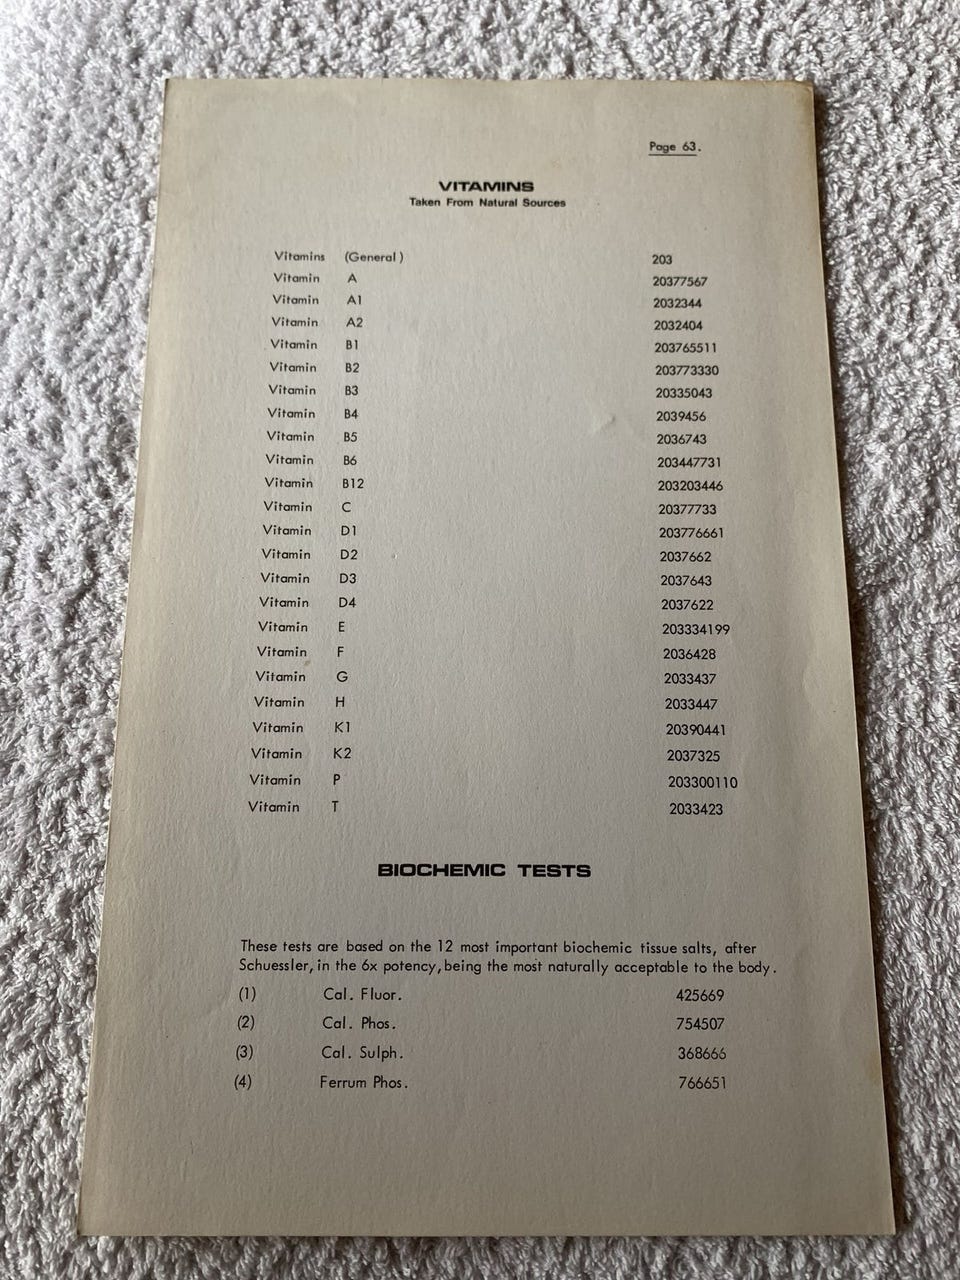 Page 63.
VITAMINS
Taken From Natural Sources
Vitamins (General) 203
Vitamin A 20377567
Vitamin A1 2032344
Vitamin A2 2032404
Vitamin B1 203765511
Vitamin B2 203773330
Vitamin B3 20335043
Vitamin B4 2039456
Vitamin B5 2036743
Vitamin B6 203447731
Vitamin B12 203203446
Vitamin C 20377733
Vitamin D1 203776661
Vitamin D2 2037662
Vitamin D3 2037643
Vitamin D4 2037622
Vitamin E 203334199
Vitamin F 2036428
Vitamin G 2033437
Vitamin H 2033447
Vitamin K1 20390441
Vitamin K2 2037325
Vitamin P 203300110
Vitamin T 2033423
BIOCHEMIC TESTS
These tests are based on the 12 most important biochemic tissue salts, after
Schuessler, in the 6x potency, being the most naturally acceptable to the body.
(1) Cal. Fluor. 425669
(2) Cal. Phos. 754507
(3) Cal. Sulph. 368666
(4) Ferrum Phos. 766651